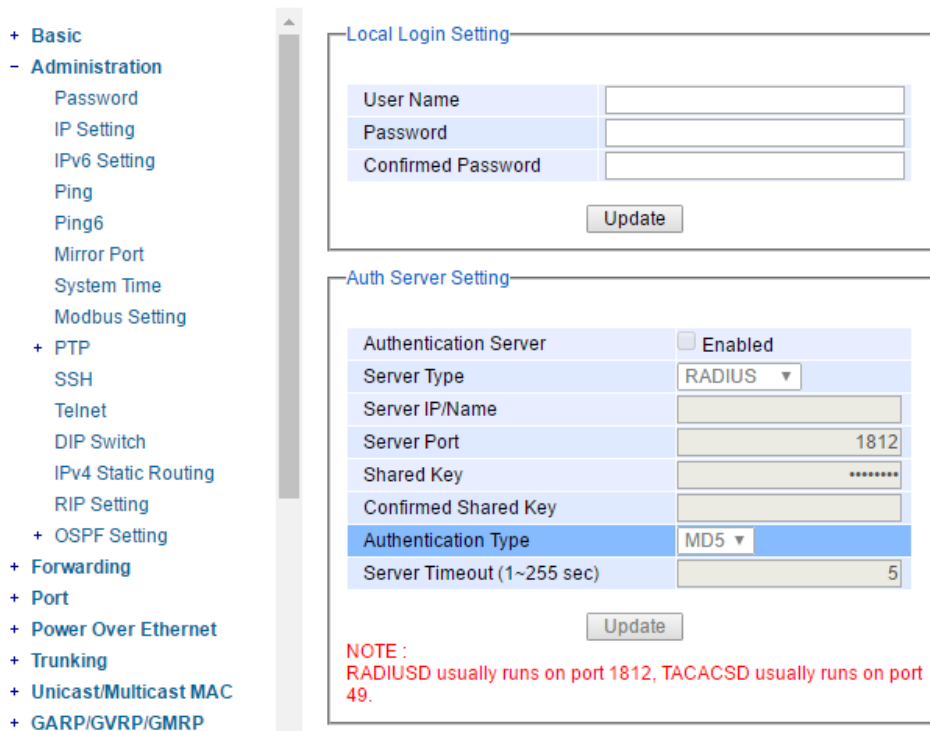 + Basic
- Administration
Password
IP Setting
IPv6 Setting
Ping
Ping6
Mirror Port
System Time
Modbus Setting
+ PTP
SSH
Telnet
DIP Switch
IPv4 Static Routing
RIP Setting
+ OSPF Setting
+ Forwarding
+ Port
+ Power Over Ethernet
+ Trunking
+ Unicast/Multicast MAC
+ GARP/GVRP/GMRP
Local Login Setting
User Name
Password
Confirmed Password
Update
Auth Server Setting
Authentication Server Enabled
Server Type RADIUS ▼
Server IP/Name
Server Port 1812
Shared Key ••••••••
Confirmed Shared Key
Authentication Type MD5 ▼
Server Timeout (1~255 sec) 5
Update
NOTE :
RADIUSD usually runs on port 1812, TACACSD usually runs on port
49.